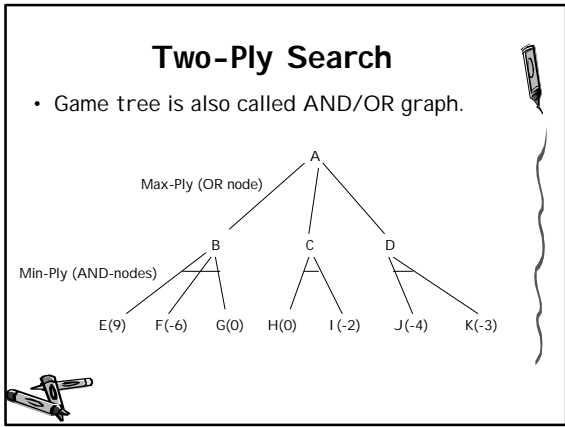 Two-Ply Search
• Game tree is also called AND/OR graph.
A
Max-Ply (OR node)
B C D
Min-Ply (AND-nodes)
E(9) F(-6) G(0) H(0) I(-2) J(-4) K(-3)